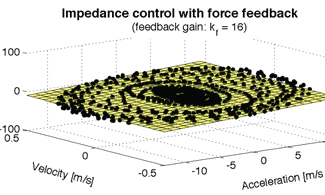 Impedance control with force feedback
(feedback gain: kf = 16)
100
0
-100
0.5
0
-0.5
Velocity [m/s]
-10
-5
0
5
Acceleration [m/s]